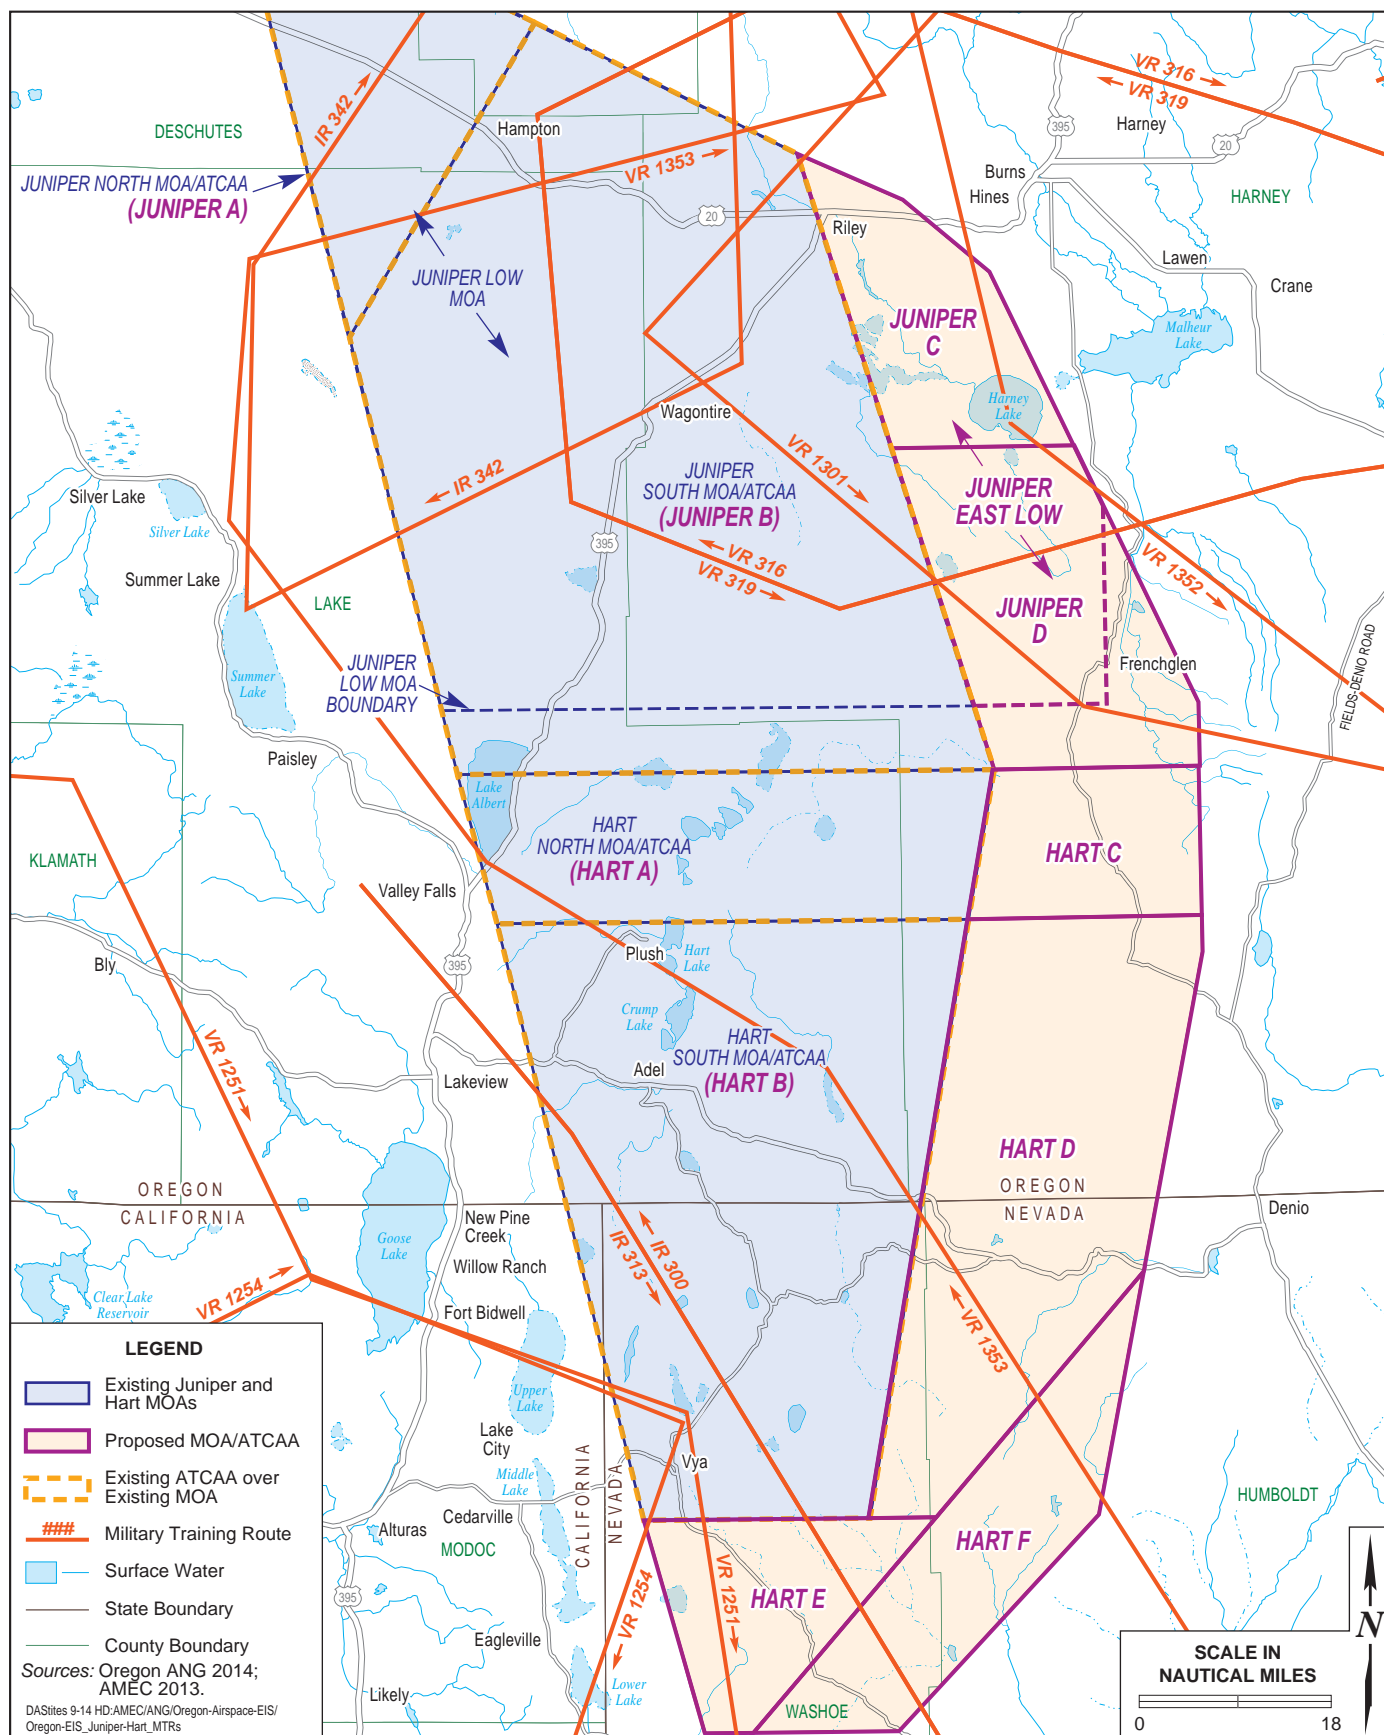 VR 316
VR 319
395
Harney
20
DESCHUTES
IR 342
Hampton
VR 1353
Burns
Hines
HARNEY
JUNIPER NORTH MOA/ATCAA
(JUNIPER A)
20
Riley
Lawen
Crane
JUNIPER LOW
MOA
JUNIPER
C
Malheur
Lake
Harney
Lake
Wagontire
VR 1301
IR 342
JUNIPER
SOUTH MOA/ATCAA
(JUNIPER B)
JUNIPER
EAST LOW
Silver Lake
Silver Lake
395
VR 316
VR 319
VR 1352
Summer Lake
LAKE
JUNIPER
D
JUNIPER
LOW MOA
BOUNDARY
Summer
Lake
Frenchglen
FIELDS-DENIO ROAD
Paisley
Lake
Albert
HART
NORTH MOA/ATCAA
(HART A)
HART C
KLAMATH
Valley Falls
Bly
395
Plush
Hart
Lake
Crump
Lake
HART
SOUTH MOA/ATCAA
(HART B)
VR 1251
Lakeview
Adel
HART D
OREGON
CALIFORNIA
OREGON
NEVADA
New Pine
Creek
Denio
Goose
Lake
Willow Ranch
IR 300
IR 313
Clear Lake
Reservoir
VR 1254
Fort Bidwell
VR 1353
Upper
Lake
Lake
City
Vya
Middle
Lake
CALIFORNIA
NEVADA
HUMBOLDT
Cedarville
Alturas
MODOC
HART F
395
VR 1254
VR 1251
HART E
Eagleville
Lower
Lake
Likely
WASHOE
LEGEND
Existing Juniper and
Hart MOAs
Proposed MOA/ATCAA
Existing ATCAA over
Existing MOA
###
Military Training Route
Surface Water
State Boundary
County Boundary
Sources: Oregon ANG 2014;
AMEC 2013.
DAStites 9-14 HD:AMEC/ANG/Oregon-Airspace-EIS/
Oregon-EIS_Juniper-Hart_MTRs
SCALE IN
NAUTICAL MILES
0 18
N